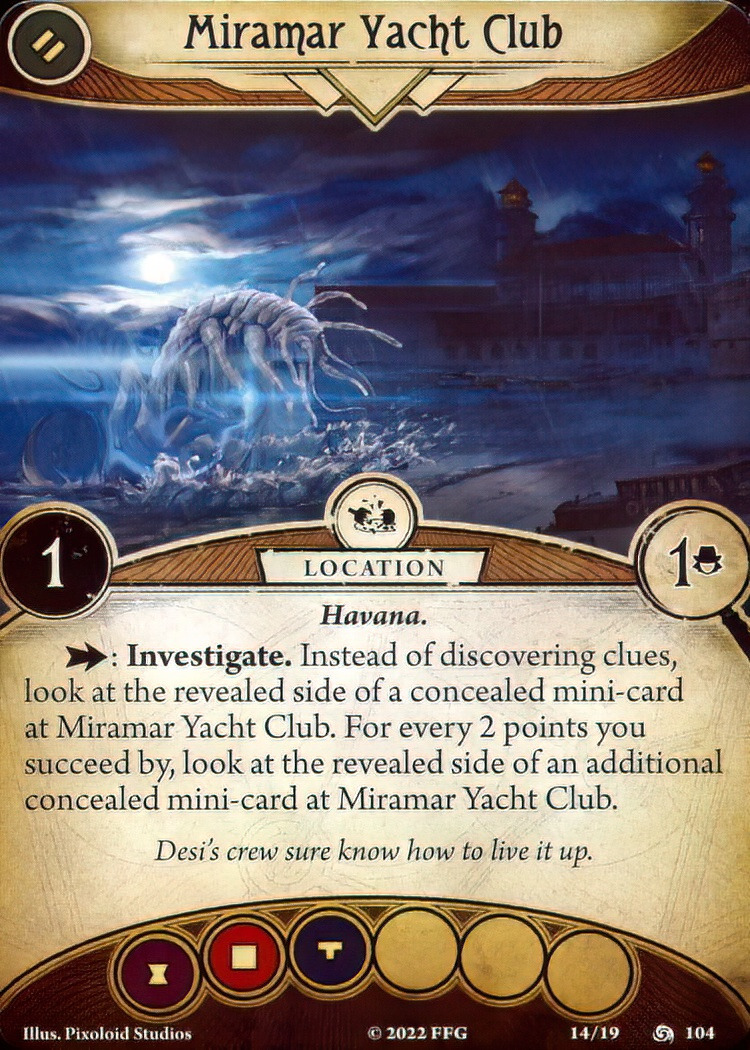 Miramar Yacht Club
1
1
LOCATION
Havana.
: Investigate. Instead of discovering clues,
look at the revealed side of a concealed mini-card
at Miramar Yacht Club. For every 2 points you
succeed by, look at the revealed side of an additional
concealed mini-card at Miramar Yacht Club.
Desi's crew sure know how to live it up.
Illus. Pixoloid Studios
© 2022 FFG
14/19
104